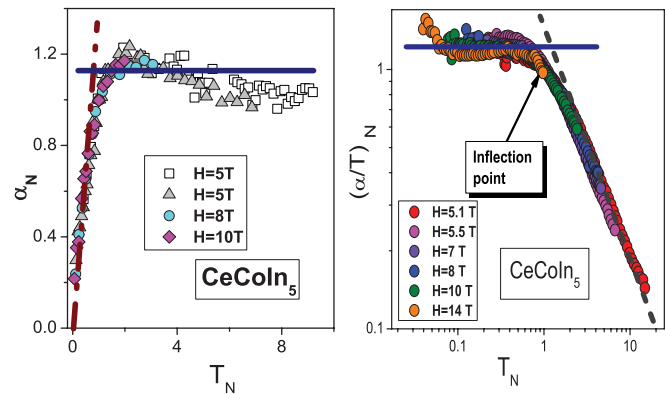 1.2
0.8
0.4
0.0
α_N
H=5T
H=5T
H=8T
H=10T
CeCoIn₅
0
4
8
T_N
1
0.1
(α/T)_N
Inflection
point
H=5.1 T
H=5.5 T
H=7 T
H=8 T
H=10 T
H=14 T
CeCoIn₅
0.1
1
10
T_N